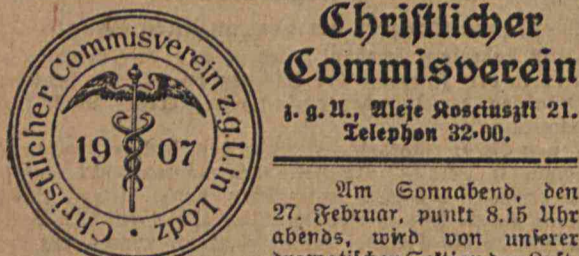 Christlicher Commisverein z.g.U. in Lodz
19 07
Christlicher
Commisverein
z. g. U., Aleje Kosciuszki 21.
Telephon 32-00.
Am Sonnabend, den
27. Februar, punkt 8.15 Uhr
abends, wird von unserer